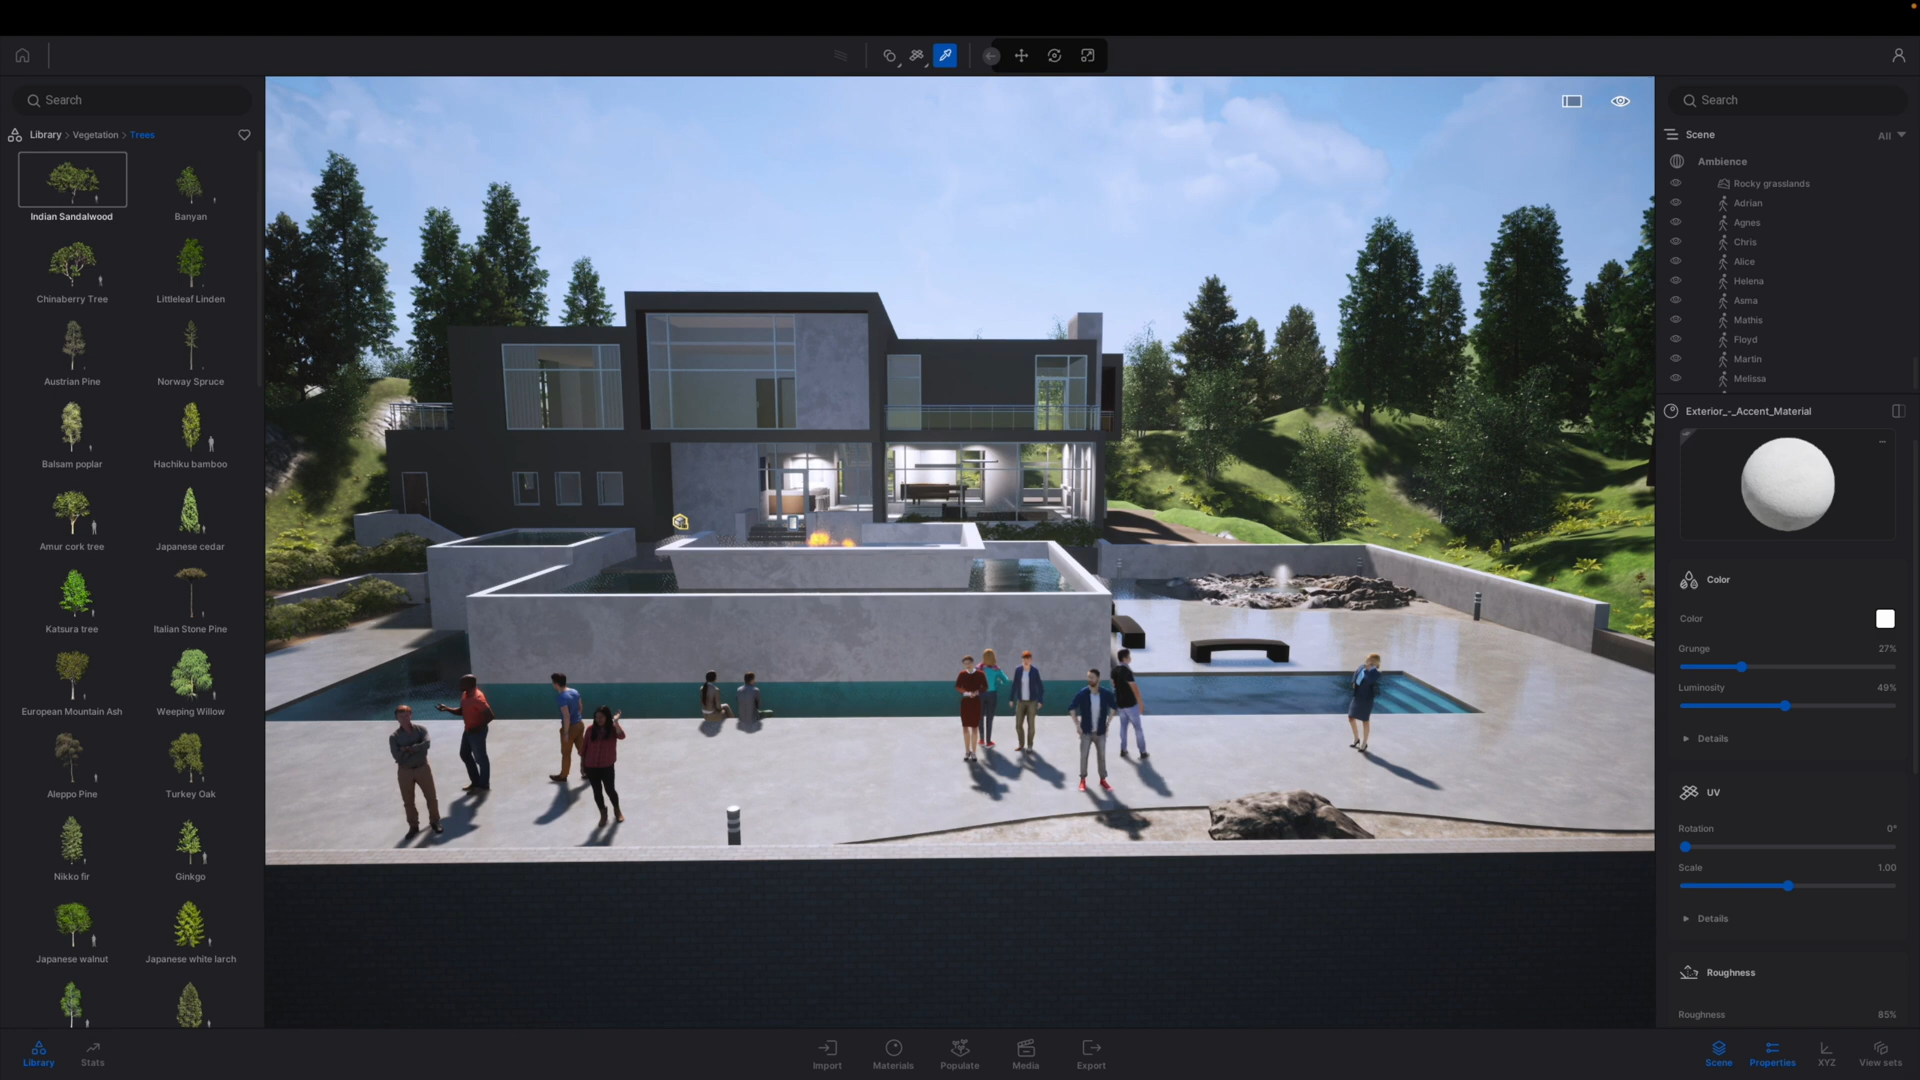 Search
Library > Vegetation > Trees
Indian Sandalwood
Banyan
Chinaberry Tree
Littleleaf Linden
Austrian Pine
Norway Spruce
Balsam poplar
Hachiku bamboo
Amur cork tree
Japanese cedar
Katsura tree
Italian Stone Pine
European Mountain Ash
Weeping Willow
Aleppo Pine
Turkey Oak
Nikko fir
Ginkgo
Japanese walnut
Japanese white larch
Library
Stats
Import
Materials
Populate
Media
Export
Search
Scene
All
Ambience
Rocky grasslands
Adrian
Agnes
Chris
Alice
Helena
Asma
Mathis
Floyd
Martin
Melissa
Exterior_-_Accent_Material
...
Color
Color
Grunge 27%
Luminosity 49%
Details
UV
Rotation 0°
Scale 1.00
Details
Roughness
Roughness 85%
Scene
Properties
XYZ
View sets